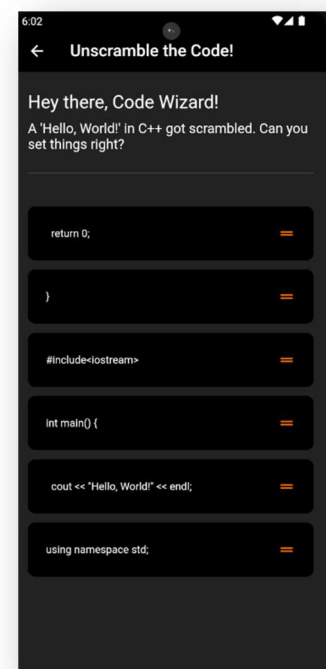 6:02
Unscramble the Code!
Hey there, Code Wizard!
A 'Hello, World!' in C++ got scrambled. Can you
set things right?
return 0;
}
#include<iostream>
int main() {
cout << "Hello, World!" << endl;
using namespace std;